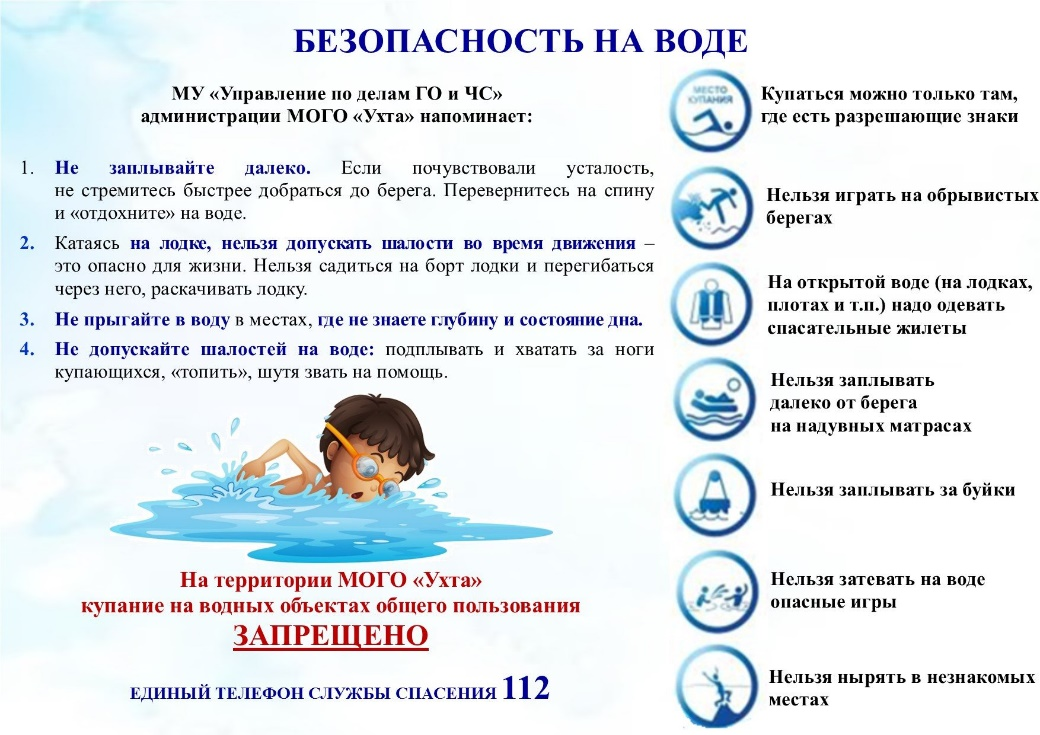 БЕЗОПАСНОСТЬ НА ВОДЕ
МУ «Управление по делам ГО и ЧС»
администрации МОГО «Ухта» напоминает:
1. Не заплывайте далеко. Если почувствовали усталость,
не стремитесь быстрее добраться до берега. Перевернитесь на спину
и «отдохните» на воде.
2. Катаясь на лодке, нельзя допускать шалости во время движения –
это опасно для жизни. Нельзя садиться на борт лодки и перегибаться
через него, раскачивать лодку.
3. Не прыгайте в воду в местах, где не знаете глубину и состояние дна.
4. Не допускайте шалостей на воде: подплывать и хватать за ноги
купающихся, «топить», шутя звать на помощь.
На территории МОГО «Ухта»
купание на водных объектах общего пользования
ЗАПРЕЩЕНО
ЕДИНЫЙ ТЕЛЕФОН СЛУЖБЫ СПАСЕНИЯ 112
МЕСТО
КУПАНИЯ
Купаться можно только там,
где есть разрешающие знаки
Нельзя играть на обрывистых
берегах
На открытой воде (на лодках,
плотах и т.п.) надо одевать
спасательные жилеты
Нельзя заплывать
далеко от берега
на надувных матрасах
Нельзя заплывать за буйки
Нельзя затевать на воде
опасные игры
Нельзя нырять в незнакомых
местах